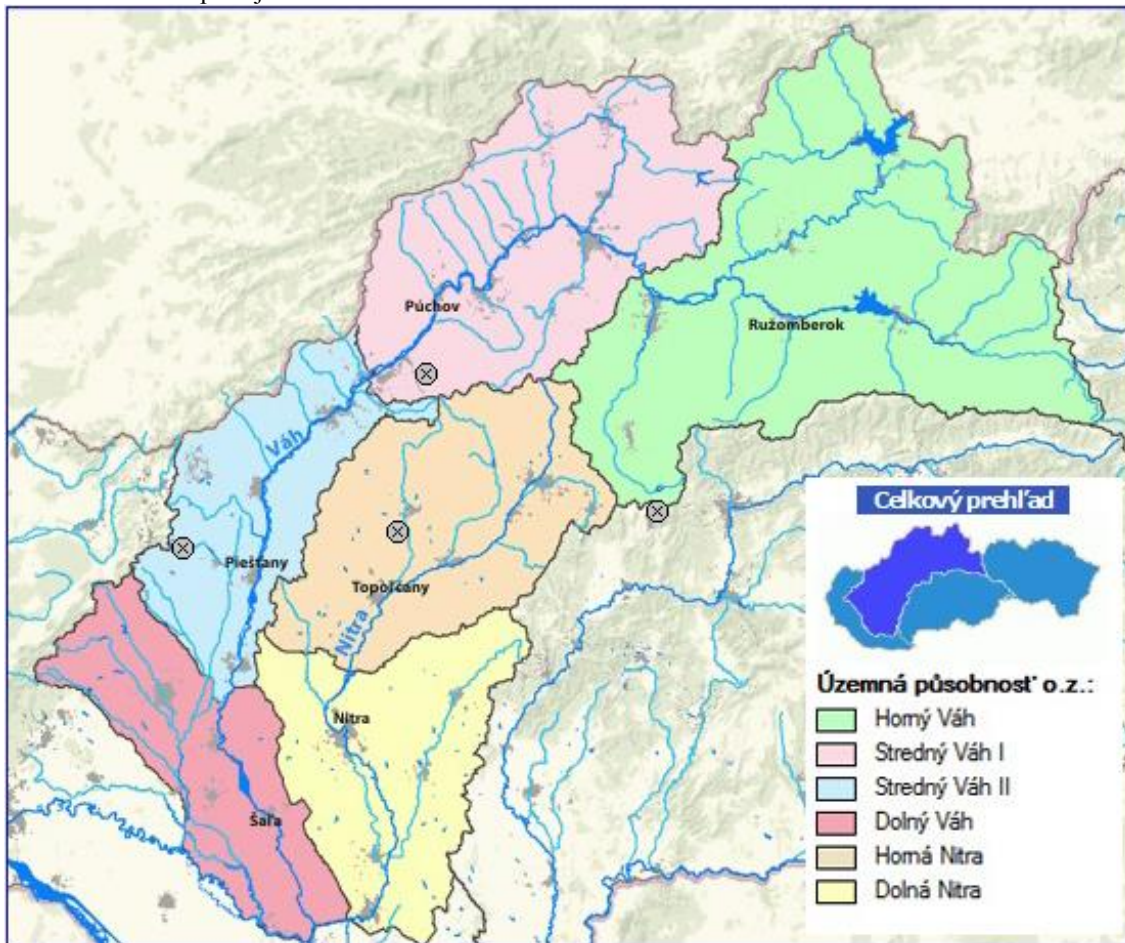 Púchov
Ružomberok
Váh
Piešťany
Topoľčany
Nitra
Nitra
Šaľa
Celkový prehľad
Územná působnosť o.z.:
Horný Váh
Stredný Váh I
Stredný Váh II
Dolný Váh
Horná Nitra
Dolná Nitra